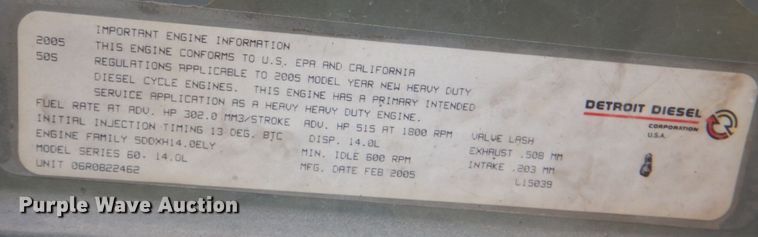 IMPORTANT ENGINE INFORMATION
2005 THIS ENGINE CONFORMS TO U.S. EPA AND CALIFORNIA
50S REGULATIONS APPLICABLE TO 2005 MODEL YEAR NEW HEAVY DUTY
DIESEL CYCLE ENGINES. THIS ENGINE HAS A PRIMARY INTENDED
SERVICE APPLICATION AS A HEAVY HEAVY DUTY ENGINE.
FUEL RATE AT ADV. HP 302.0 MM3/STROKE ADV. HP 515 AT 1800 RPM VALVE LASH
INITIAL INJECTION TIMING 13 DEG. BTC DISP. 14.0L EXHAUST .508 MM
ENGINE FAMILY 5DDXH14.0ELY MIN. IDLE 600 RPM INTAKE .203 MM
MODEL SERIES 60- 14.0L MFG. DATE FEB 2005 L15039
UNIT 06R0822462
DETROIT DIESEL
CORPORATION
U.S.A.
Purple Wave Auction